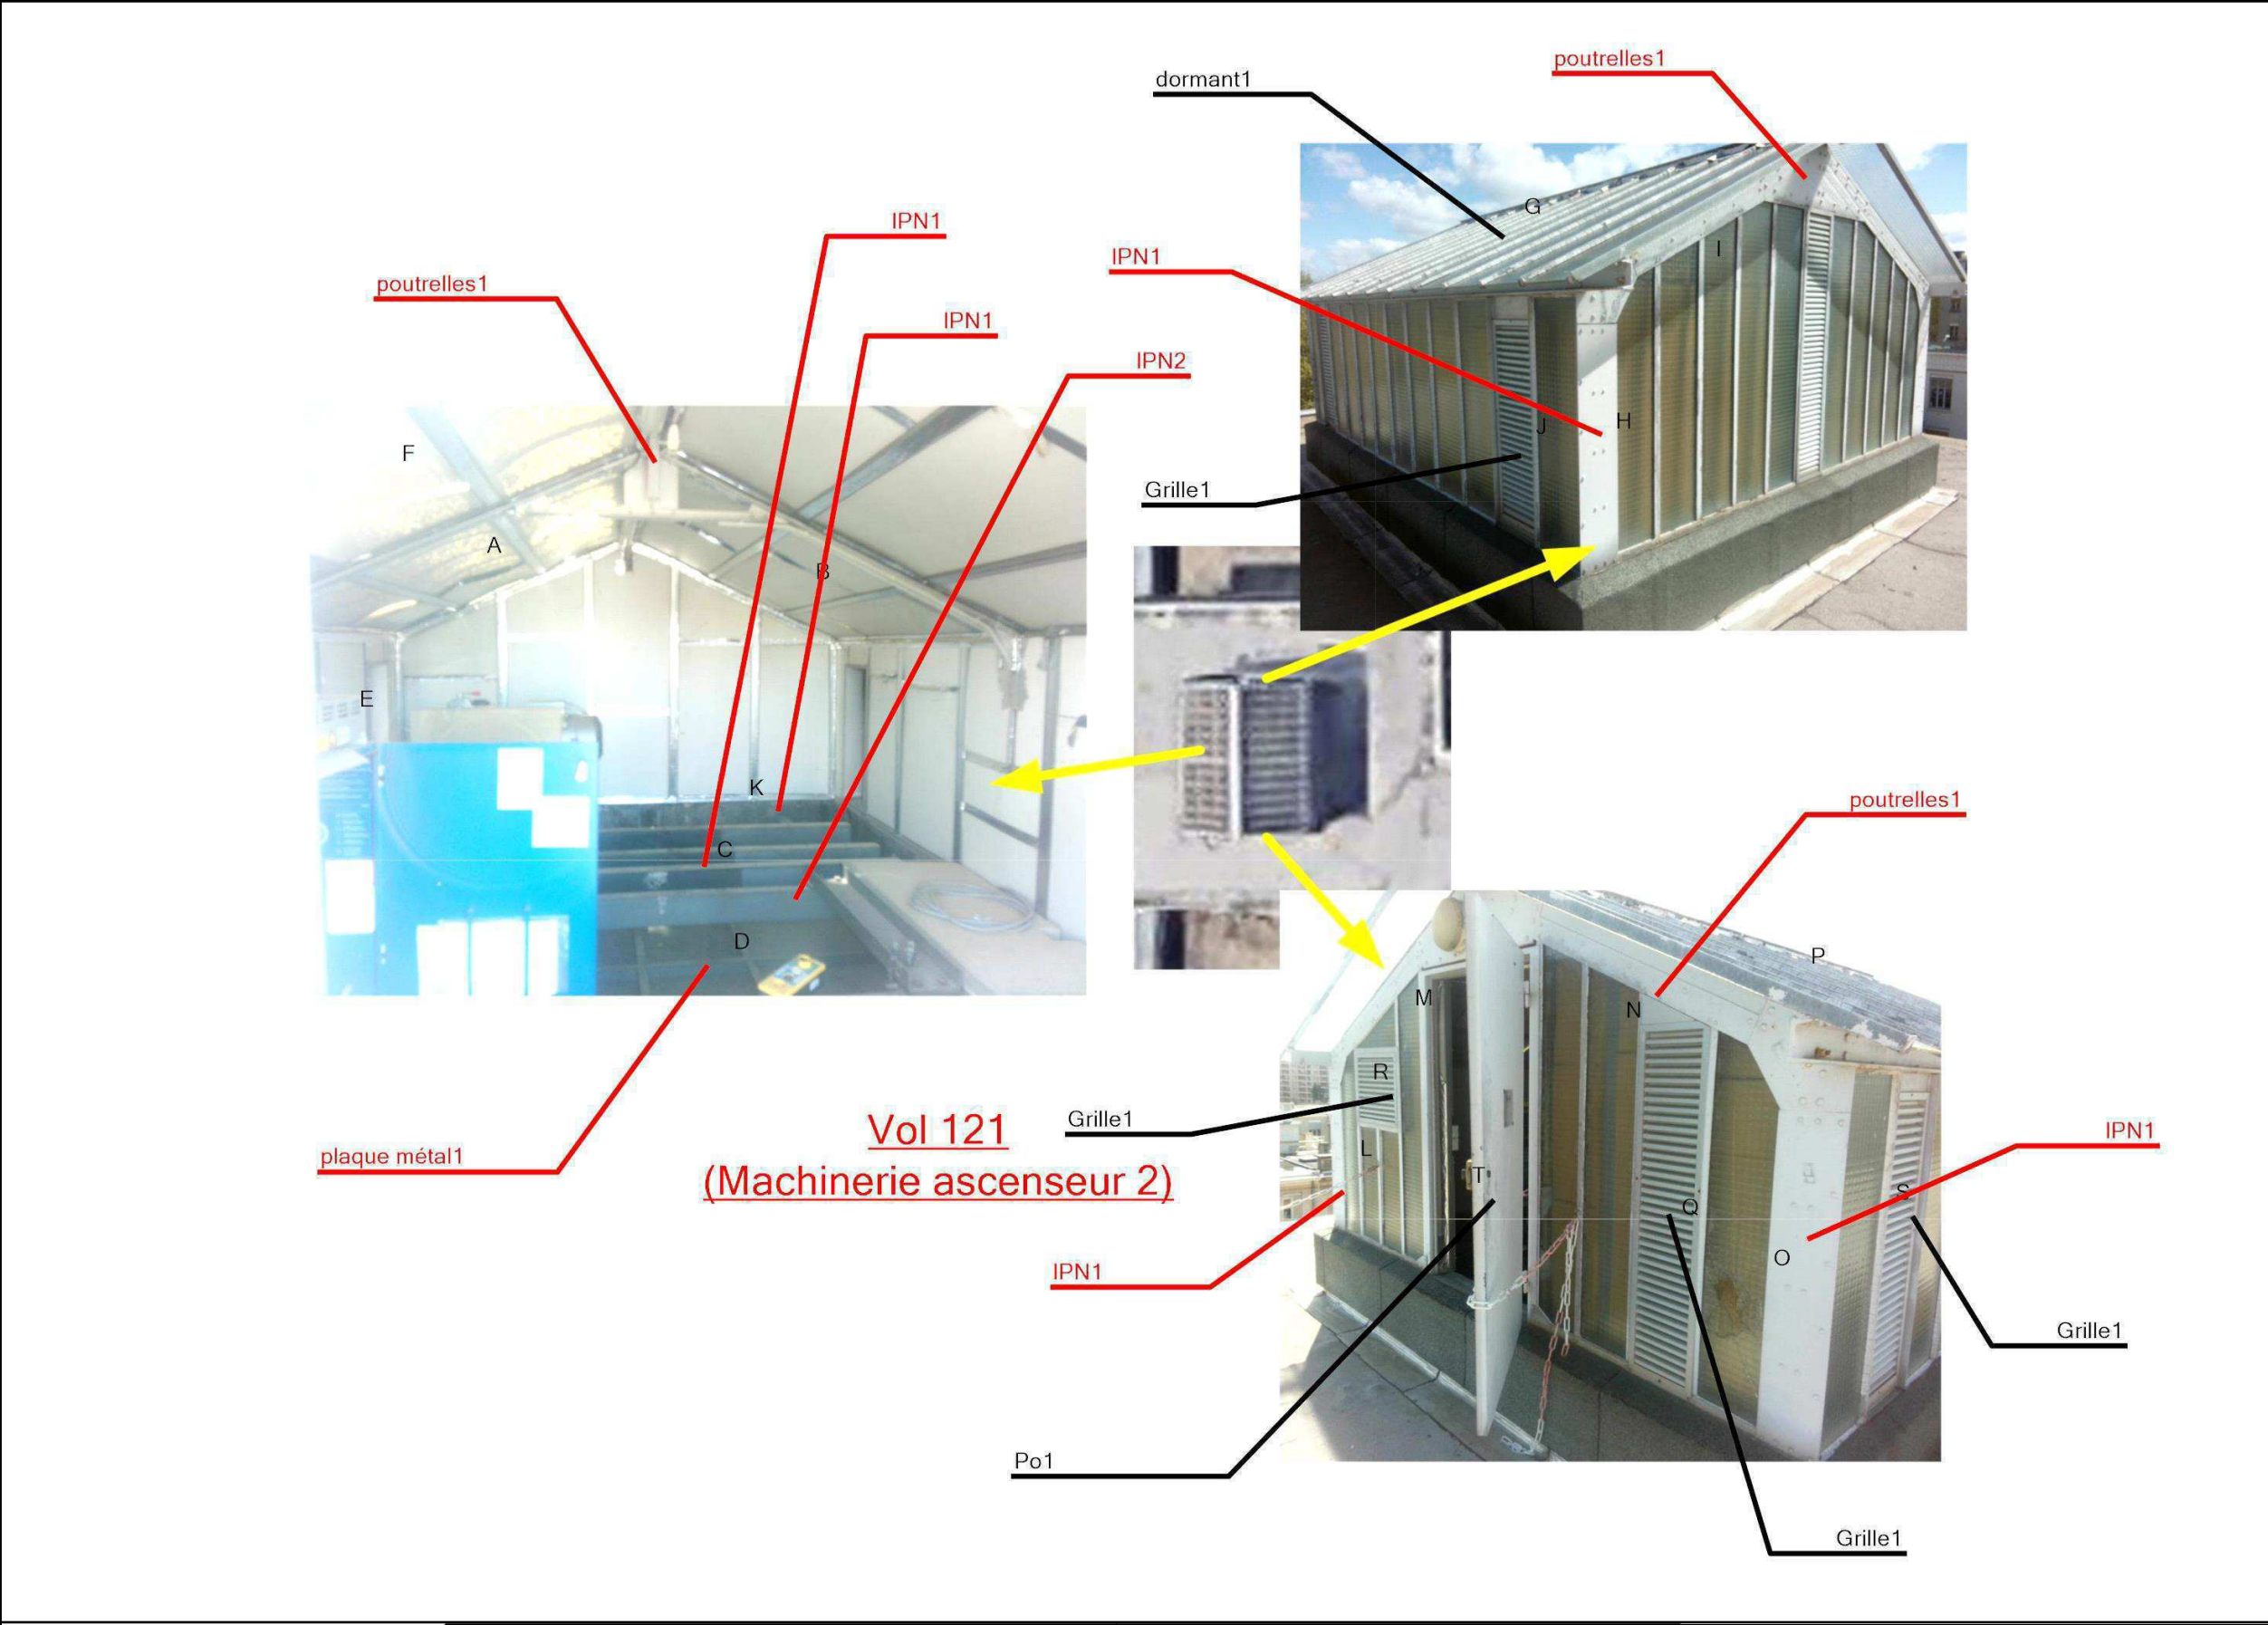 poutrelles1
dormant1
IPN1
IPN1
poutrelles1
IPN1
IPN2
G
I
F
H
J
Grille1
A
B
E
K
C
D
poutrelles1
P
M
N
R
Grille1
L
T
Q
S
O
IPN1
Vol 121
(Machinerie ascenseur 2)
plaque métal1
IPN1
Grille1
Po1
Grille1